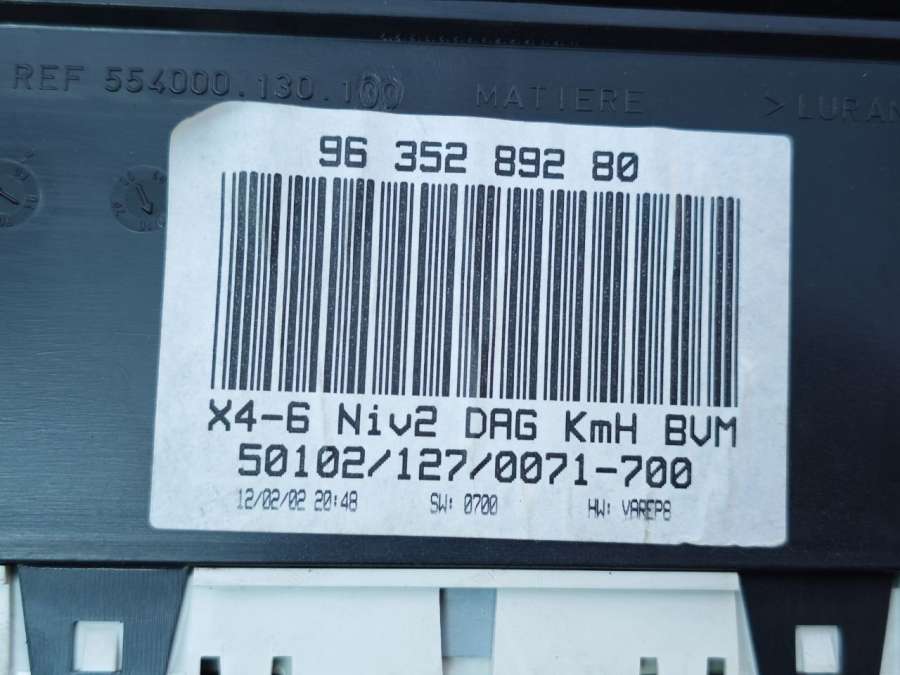 REF 554000.130.100 MATIERE >LURAN
96 352 892 80
X4-6 Niv2 DAG KmH BVM
50102/127/0071-700
12/02/02 20:48 SW: 0700 HW: VAREP8